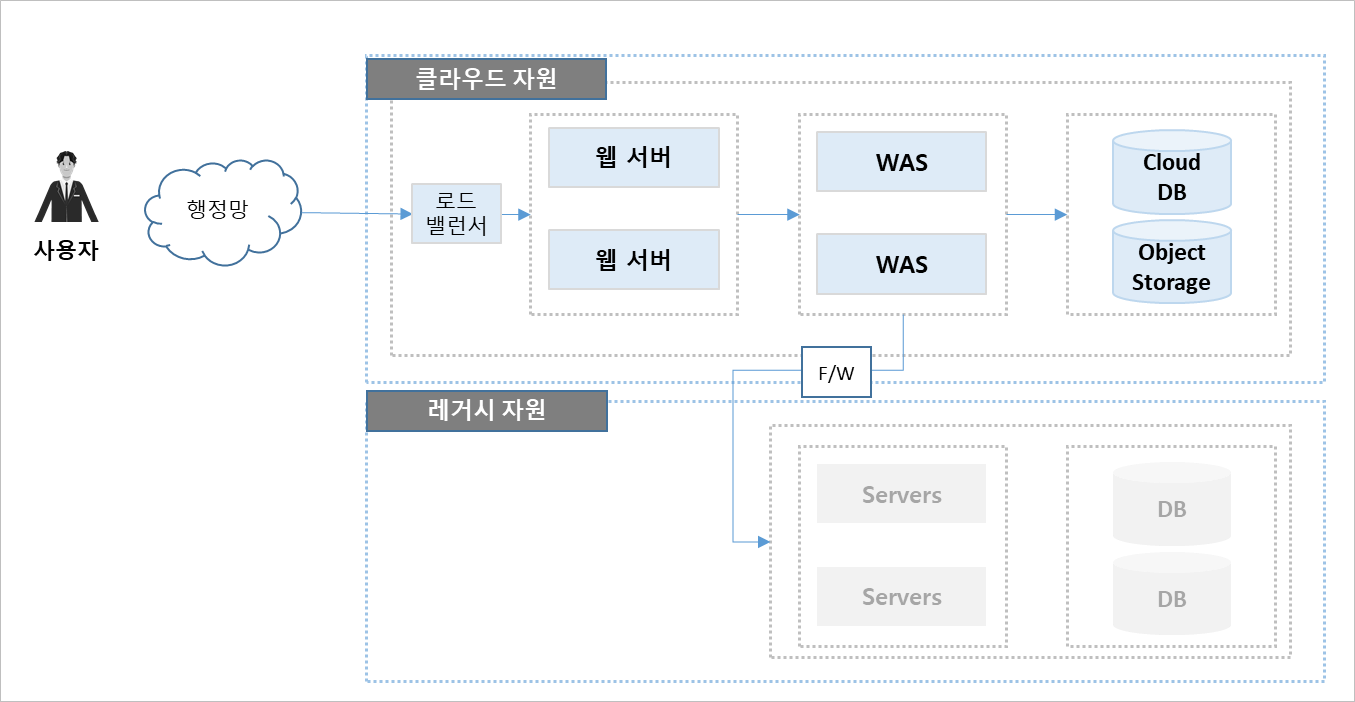 클라우드 자원
사용자
행정망
로드
밸런서
웹 서버
웹 서버
WAS
WAS
Cloud
DB
Object
Storage
F/W
레거시 자원
Servers
Servers
DB
DB